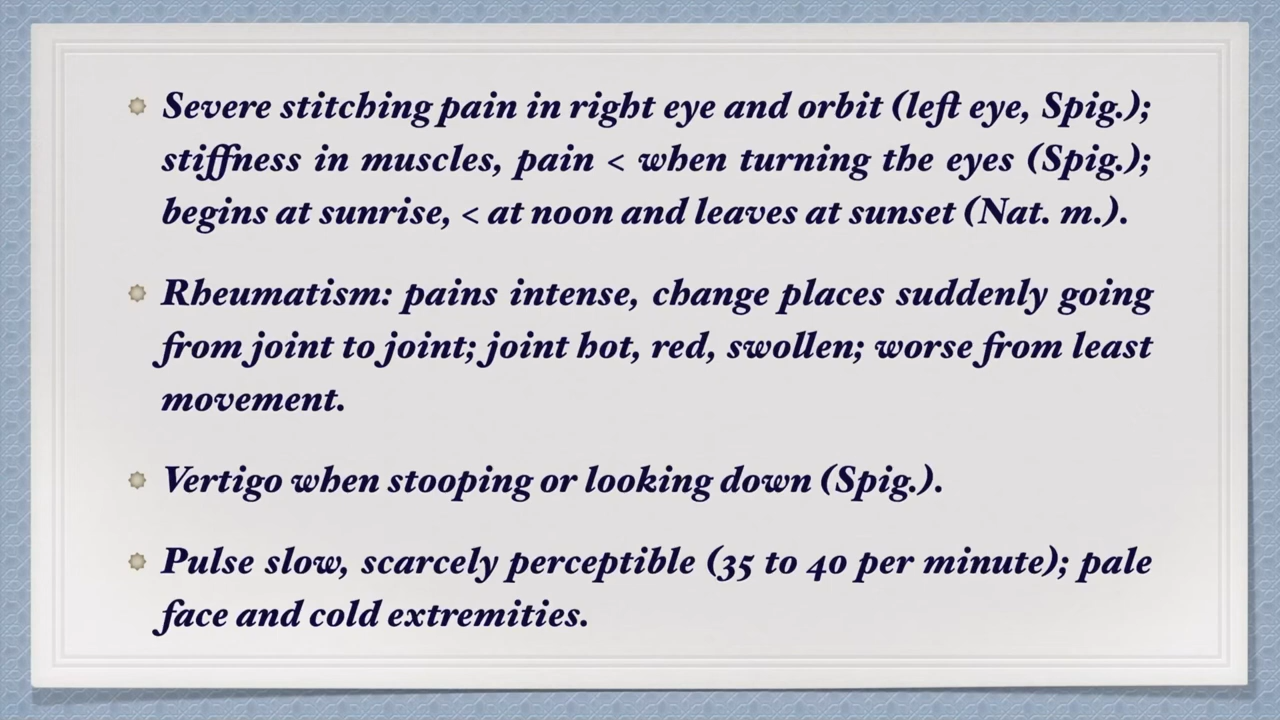 Severe stitching pain in right eye and orbit (left eye, Spig.);
stiffness in muscles, pain < when turning the eyes (Spig.);
begins at sunrise, < at noon and leaves at sunset (Nat. m.).
Rheumatism: pains intense, change places suddenly going
from joint to joint; joint hot, red, swollen; worse from least
movement.
Vertigo when stooping or looking down (Spig.).
Pulse slow, scarcely perceptible (35 to 40 per minute); pale
face and cold extremities.